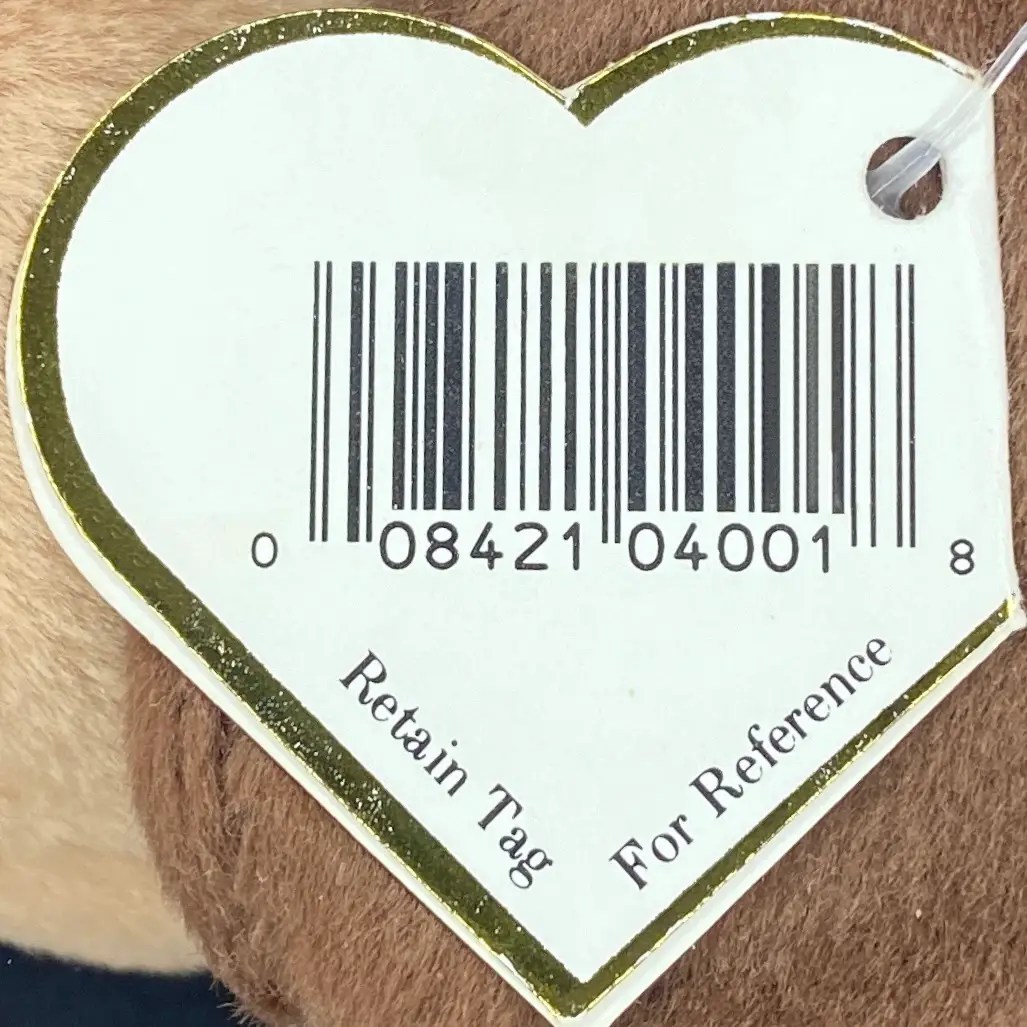 0 08421 04001 8
Retain Tag
For Reference